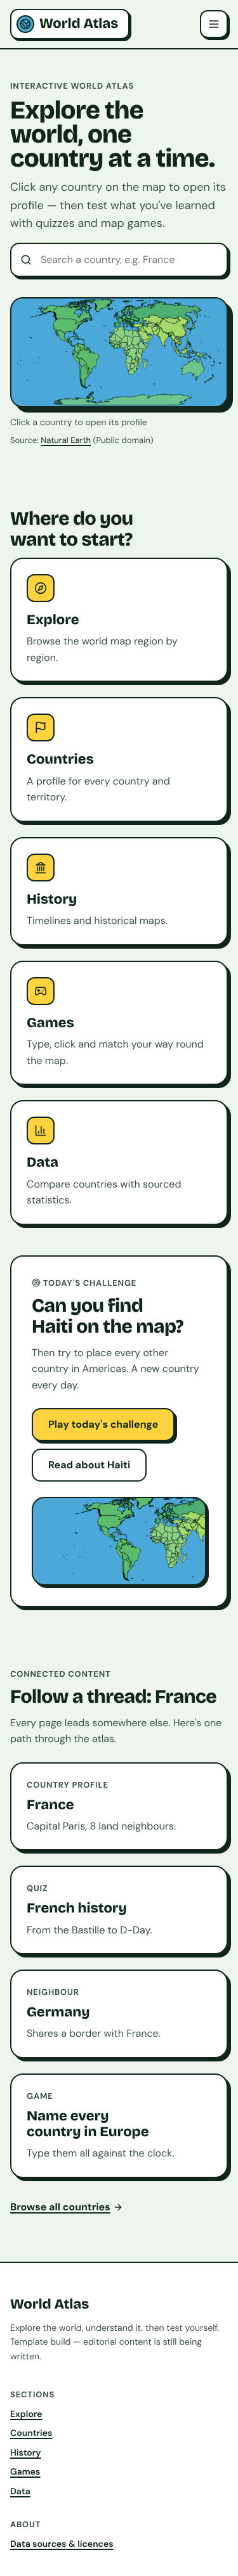 World Atlas
INTERACTIVE WORLD ATLAS
Explore the
world, one
country at a time.
Click any country on the map to open its
profile — then test what you've learned
with quizzes and map games.
Search a country, e.g. France
Click a country to open its profile
Source: Natural Earth (Public domain)
Where do you
want to start?
Explore
Browse the world map region by
region.
Countries
A profile for every country and
territory.
History
Timelines and historical maps.
Games
Type, click and match your way round
the map.
Data
Compare countries with sourced
statistics.
TODAY'S CHALLENGE
Can you find
Haiti on the map?
Then try to place every other
country in Americas. A new country
every day.
Play today's challenge
Read about Haiti
CONNECTED CONTENT
Follow a thread: France
Every page leads somewhere else. Here's one
path through the atlas.
COUNTRY PROFILE
France
Capital Paris, 8 land neighbours.
QUIZ
French history
From the Bastille to D-Day.
NEIGHBOUR
Germany
Shares a border with France.
GAME
Name every
country in Europe
Type them all against the clock.
Browse all countries →
World Atlas
Explore the world, understand it, then test yourself.
Template build — editorial content is still being
written.
SECTIONS
Explore
Countries
History
Games
Data
ABOUT
Data sources & licences